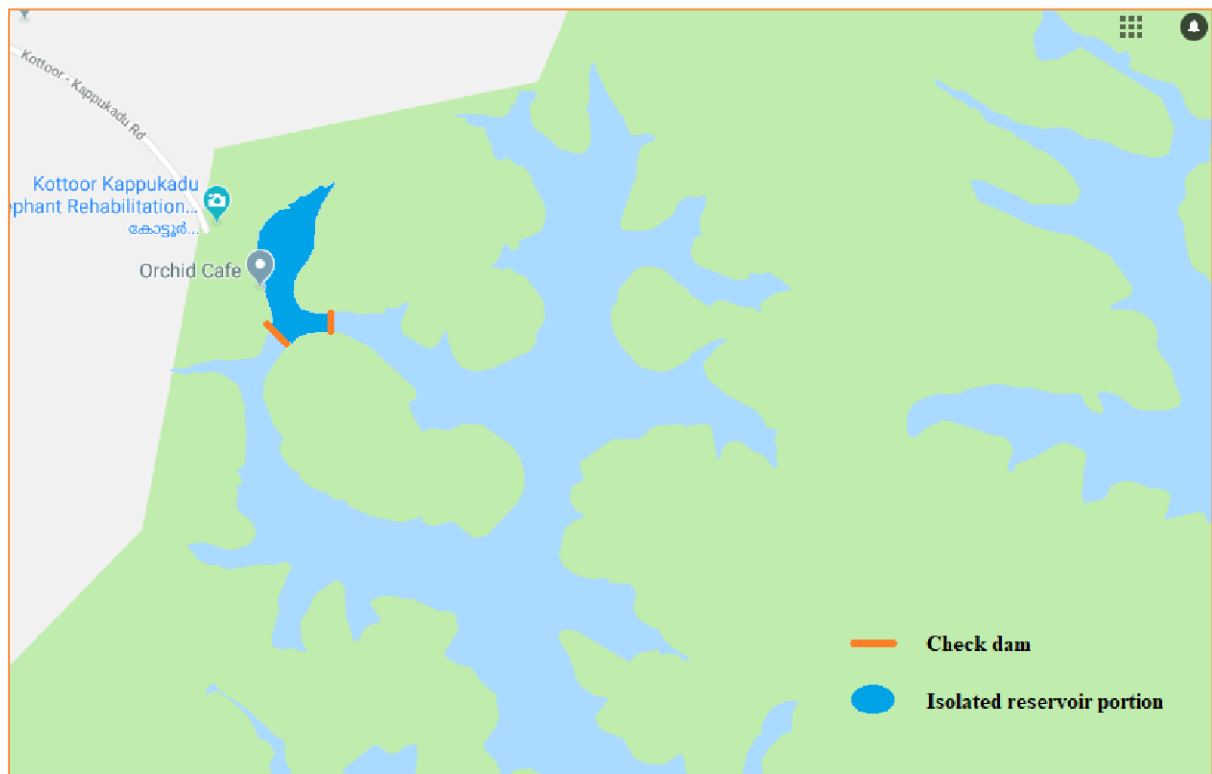 Kottoor - Kappukadu Rd
Kottoor Kappukadu
ephant Rehabilitation...
കോട്ടൂർ...
Orchid Cafe
Check dam
Isolated reservoir portion